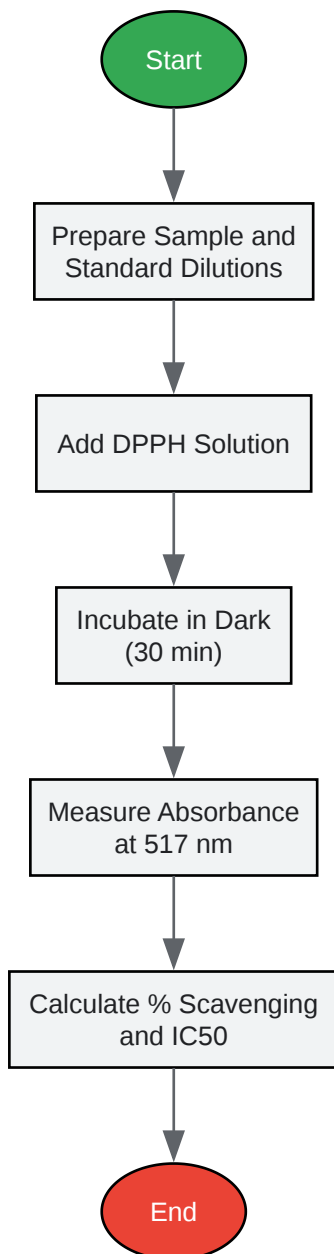 Start
Prepare Sample and
Standard Dilutions
Add DPPH Solution
Incubate in Dark
(30 min)
Measure Absorbance
at 517 nm
Calculate % Scavenging
and IC50
End